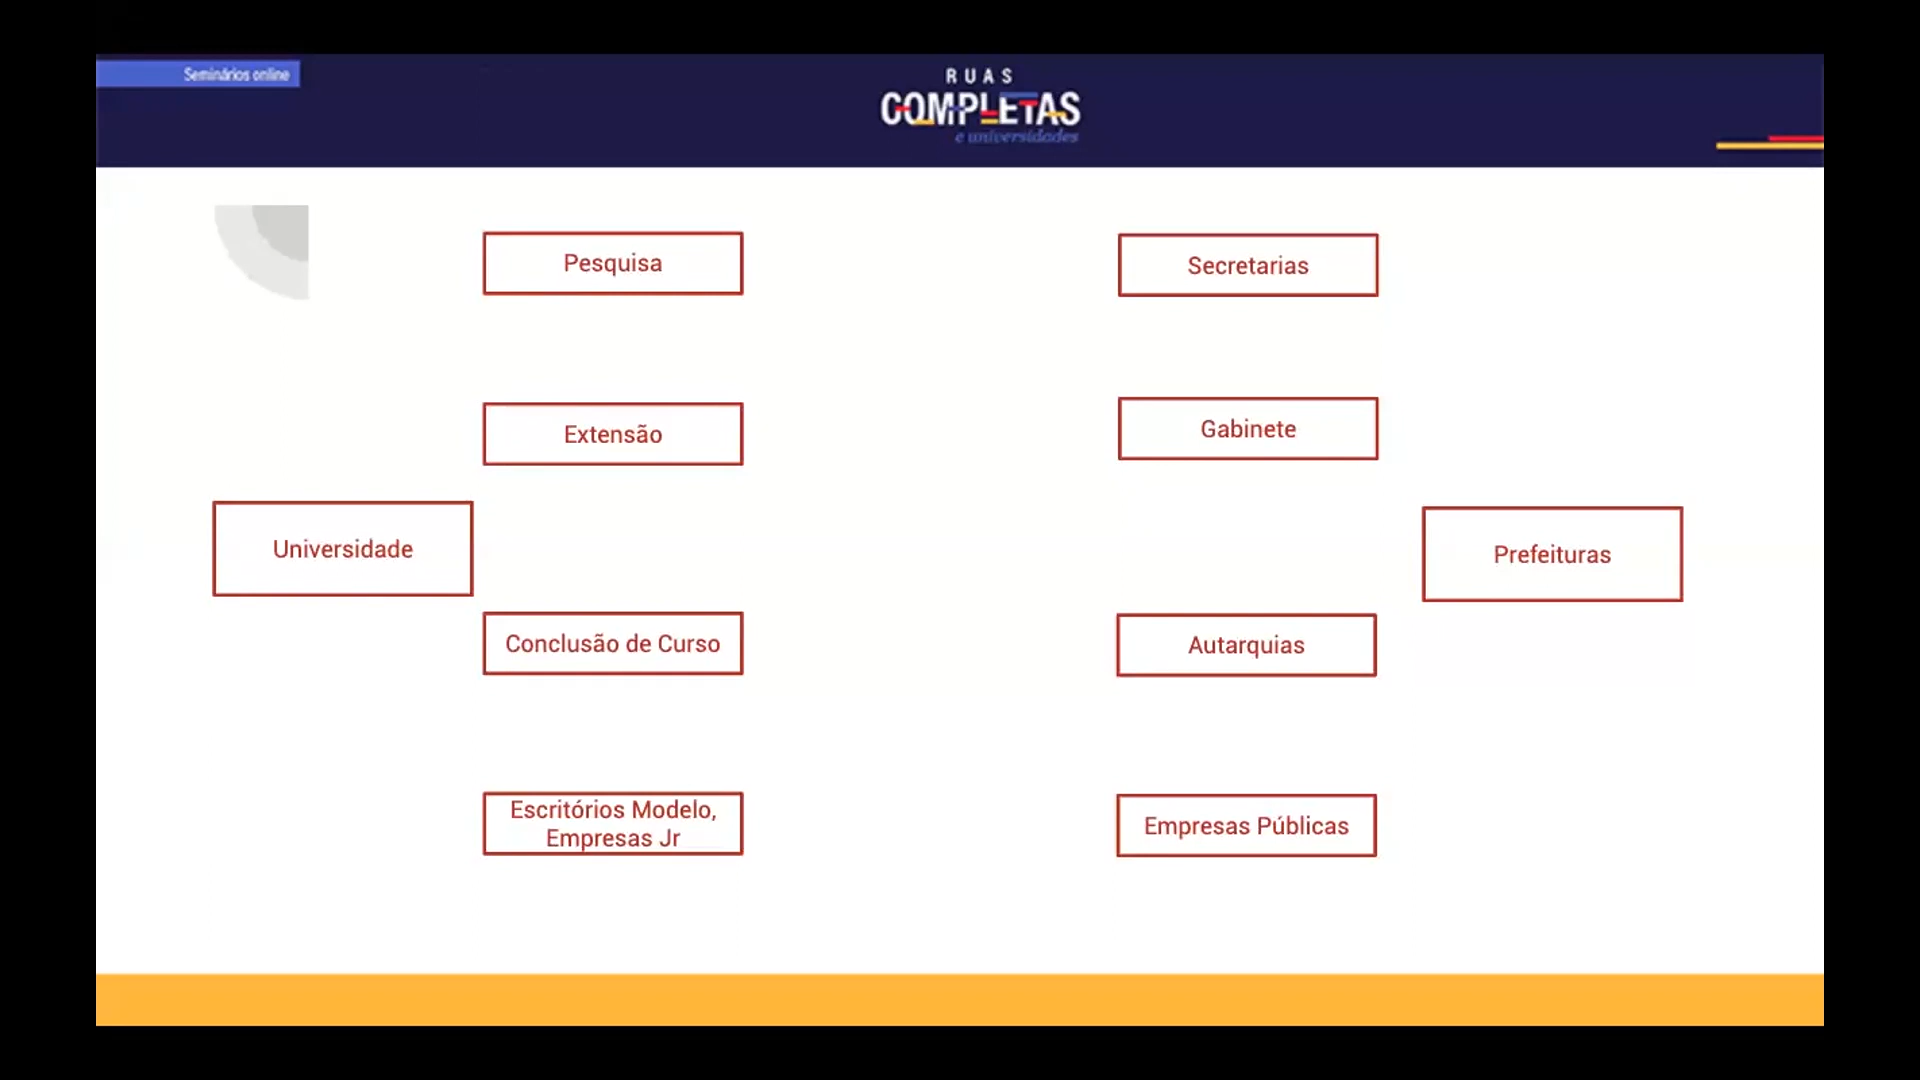 Seminários online
RUAS
COMPLETAS
e universidades
Pesquisa
Secretarias
Extensão
Gabinete
Universidade
Prefeituras
Conclusão de Curso
Autarquias
Escritórios Modelo,
Empresas Jr
Empresas Públicas